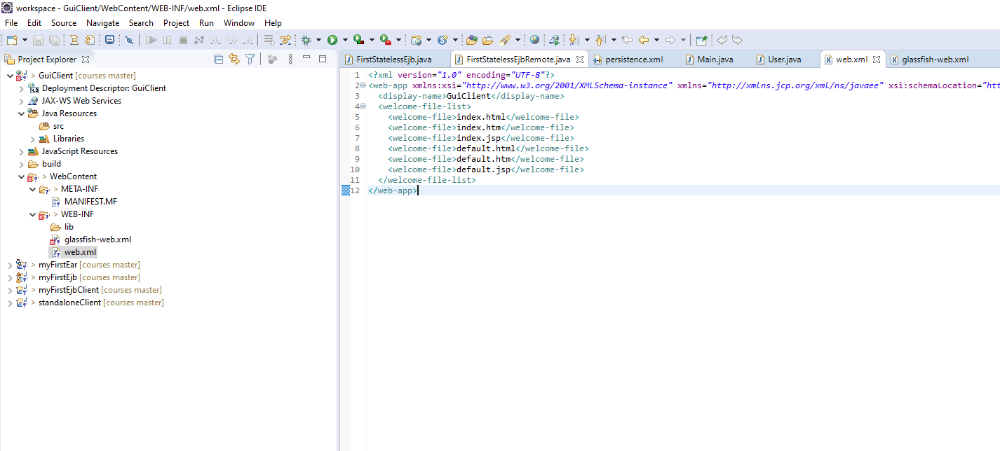 workspace - GuiClient/WebContent/WEB-INF/web.xml - Eclipse IDE
File Edit Source Navigate Search Project Run Window Help
Project Explorer
> GuiClient [courses master]
Deployment Descriptor: GuiClient
JAX-WS Web Services
Java Resources
src
Libraries
JavaScript Resources
build
> WebContent
> META-INF
MANIFEST.MF
> WEB-INF
lib
glassfish-web.xml
web.xml
> myFirstEar [courses master]
> myFirstEjb [courses master]
> myFirstEjbClient [courses master]
> standaloneClient [courses master]
FirstStatelessEjb.java FirstStatelessEjbRemote.java persistence.xml Main.java User.java web.xml glassfish-web.xml
1 <?xml version="1.0" encoding="UTF-8"?>
2 <web-app xmlns:xsi="http://www.w3.org/2001/XMLSchema-instance" xmlns="http://xmlns.jcp.org/xml/ns/javaee" xsi:schemaLocation="htt
3 <display-name>GuiClient</display-name>
4 <welcome-file-list>
5 <welcome-file>index.html</welcome-file>
6 <welcome-file>index.htm</welcome-file>
7 <welcome-file>index.jsp</welcome-file>
8 <welcome-file>default.html</welcome-file>
9 <welcome-file>default.htm</welcome-file>
10 <welcome-file>default.jsp</welcome-file>
11 </welcome-file-list>
12 </web-app>